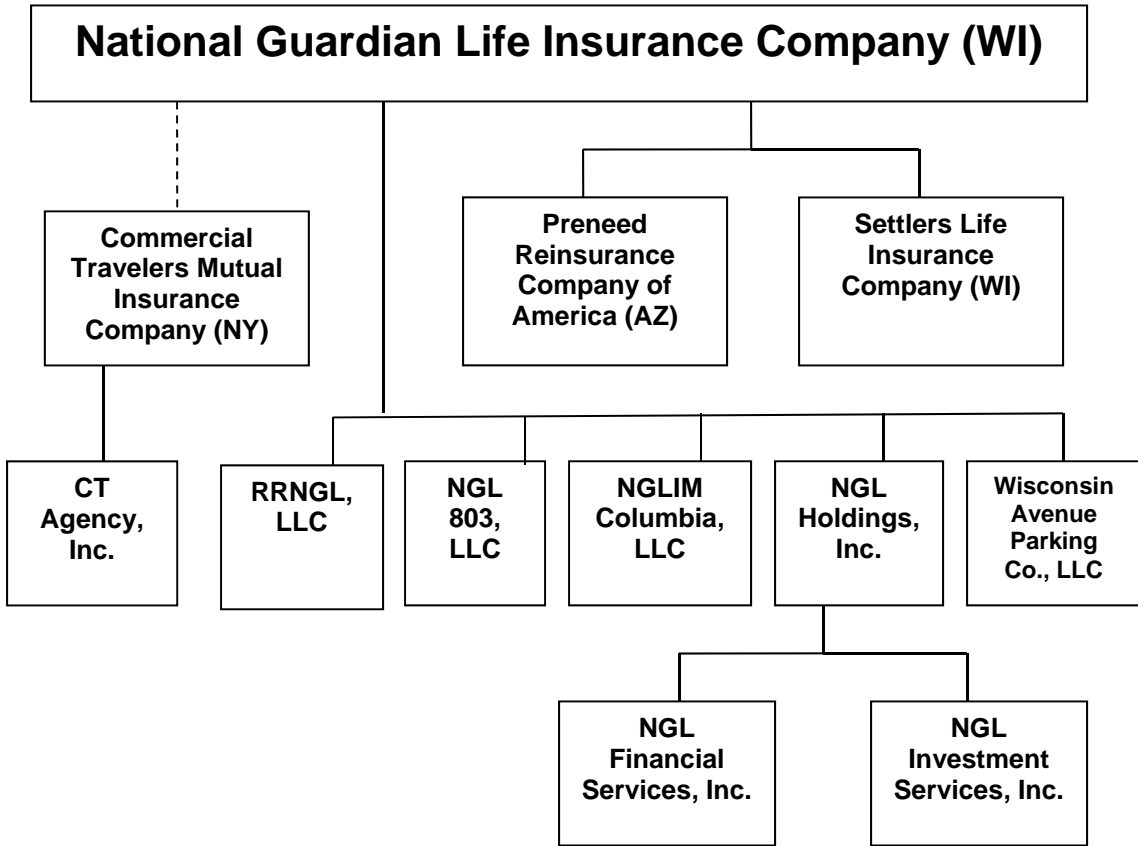 National Guardian Life Insurance Company (WI)
Commercial
Travelers Mutual
Insurance
Company (NY)
Preneed
Reinsurance
Company of
America (AZ)
Settlers Life
Insurance
Company (WI)
CT
Agency,
Inc.
RRNGL,
LLC
NGL
803,
LLC
NGLIM
Columbia,
LLC
NGL
Holdings,
Inc.
Wisconsin
Avenue
Parking
Co., LLC
NGL
Financial
Services, Inc.
NGL
Investment
Services, Inc.